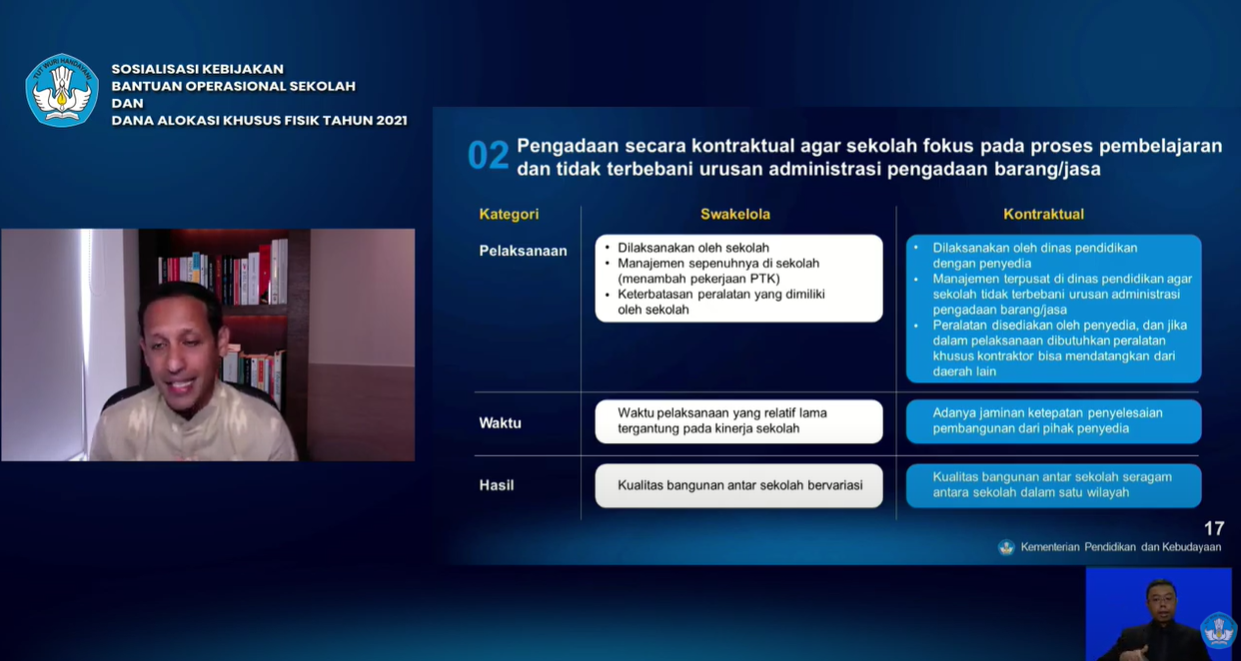 TUT WURI HANDAYANI
SOSIALISASI KEBIJAKAN
BANTUAN OPERASIONAL SEKOLAH
DAN
DANA ALOKASI KHUSUS FISIK TAHUN 2021
02
Pengadaan secara kontraktual agar sekolah fokus pada proses pembelajaran
dan tidak terbebani urusan administrasi pengadaan barang/jasa
Kategori
Swakelola
Kontraktual
Pelaksanaan
• Dilaksanakan oleh sekolah
• Manajemen sepenuhnya di sekolah
(menambah pekerjaan PTK)
• Keterbatasan peralatan yang dimiliki
oleh sekolah
• Dilaksanakan oleh dinas pendidikan
dengan penyedia
• Manajemen terpusat di dinas pendidikan agar
sekolah tidak terbebani urusan administrasi
pengadaan barang/jasa
• Peralatan disediakan oleh penyedia, dan jika
dalam pelaksanaan dibutuhkan peralatan
khusus kontraktor bisa mendatangkan dari
daerah lain
Waktu
Waktu pelaksanaan yang relatif lama
tergantung pada kinerja sekolah
Adanya jaminan ketepatan penyelesaian
pembangunan dari pihak penyedia
Hasil
Kualitas bangunan antar sekolah bervariasi
Kualitas bangunan antar sekolah seragam
antara sekolah dalam satu wilayah
17
Kementerian Pendidikan dan Kebudayaan